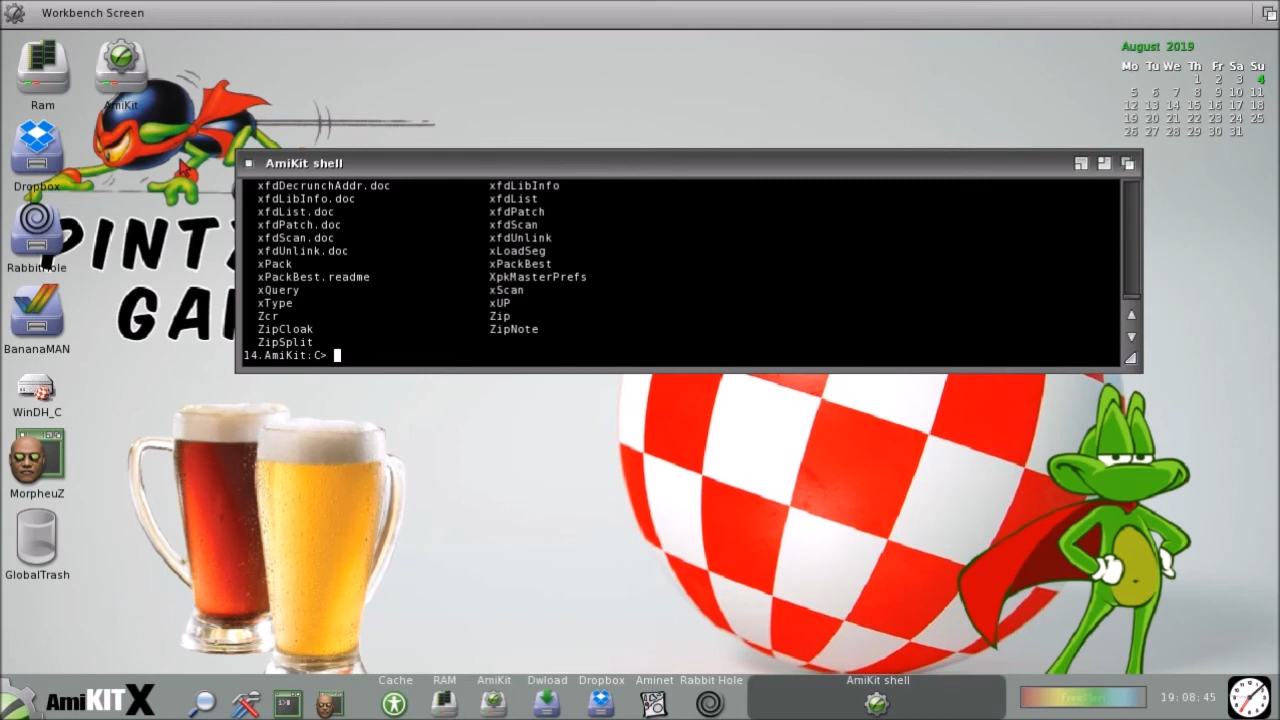 Workbench Screen
Ram
AmiKit
Dropbox
RabbitHole
BananaMAN
WinDH_C
MorpheuZ
GlobalTrash
August 2019
Mo Tu We Th Fr Sa Su
1 2 3 4
5 6 7 8 9 10 11
12 13 14 15 16 17 18
19 20 21 22 23 24 25
26 27 28 29 30 31
AmiKit shell
xfdDecrunchAddr.doc xfdLibInfo
xfdLibInfo.doc xfdList
xfdList.doc xfdPatch
xfdPatch.doc xfdScan
xfdScan.doc xfdUnlink
xfdUnlink.doc xLoadSeg
xPack xPackBest
xPackBest.readme XpkMasterPrefs
xQuery xScan
xType xUP
Zcr Zip
ZipCloak ZipNote
ZipSplit
14.AmiKit:C>
Cache RAM AmiKit Dwload Dropbox Aminet Rabbit Hole AmiKit shell
AmiKIT X
19:08:45